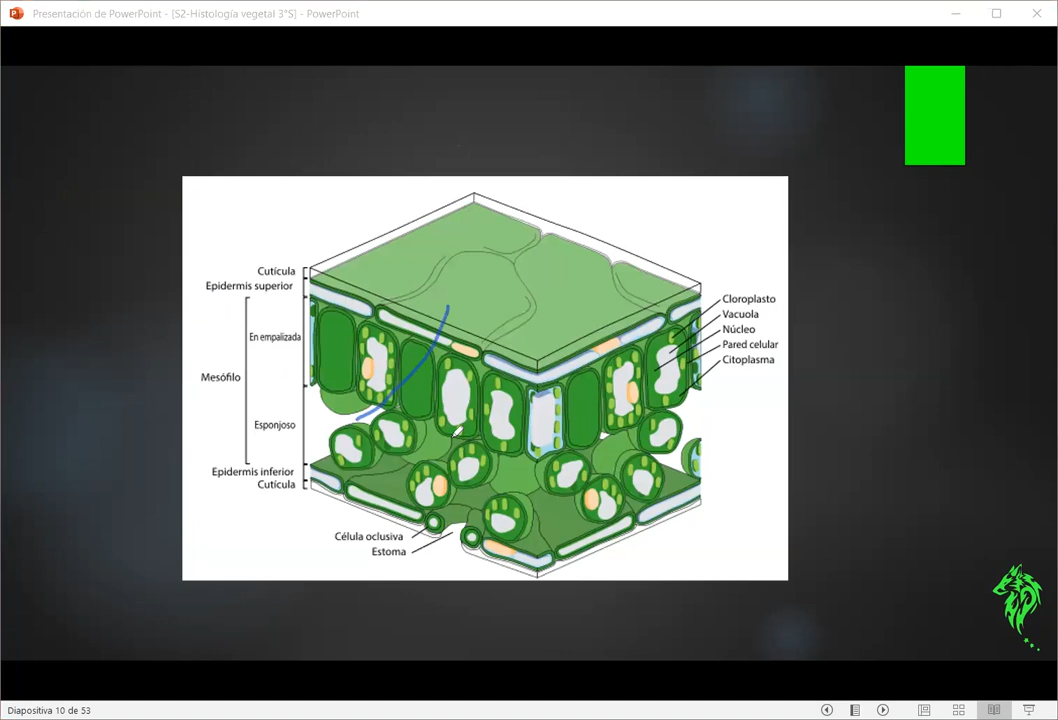 Presentación de PowerPoint - [S2-Histología vegetal 3°S] - PowerPoint
Cutícula
Epidermis superior
En empalizada
Mesófilo
Esponjoso
Epidermis inferior
Cutícula
Célula oclusiva
Estoma
Cloroplasto
Vacuola
Núcleo
Pared celular
Citoplasma
Diapositiva 10 de 53